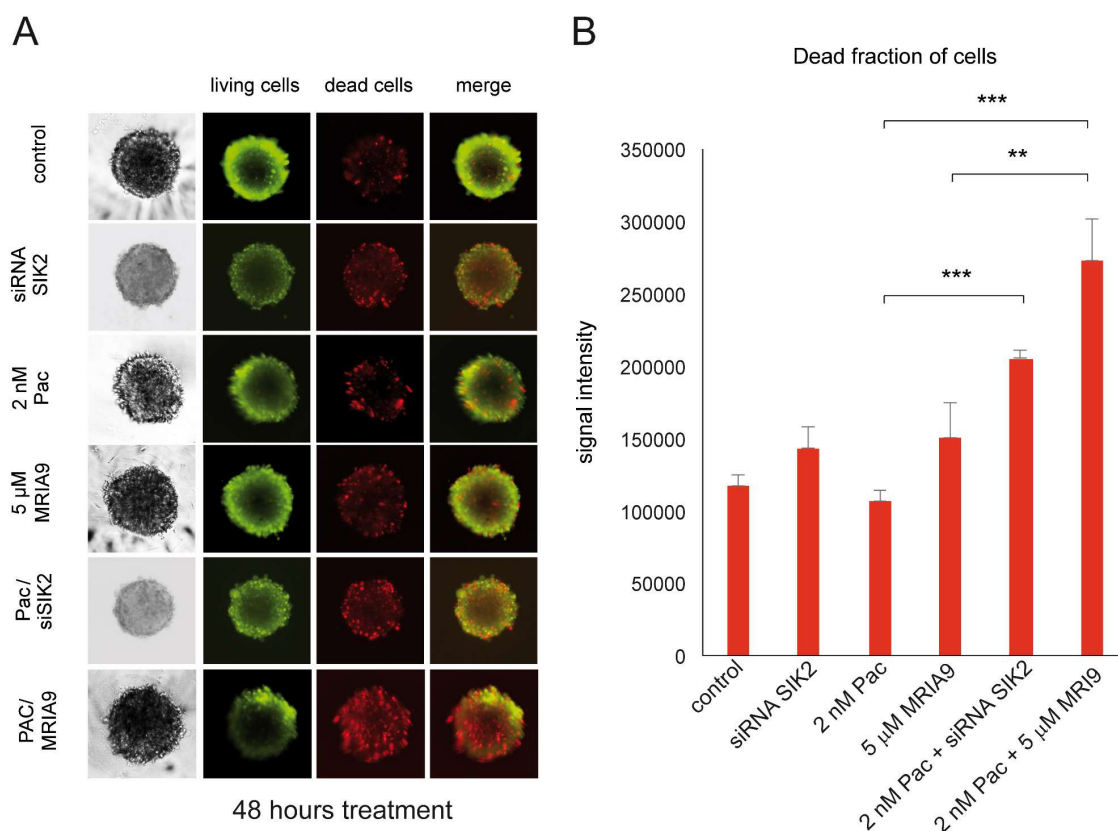 A
living cells
dead cells
merge
control
siRNA
SIK2
2 nM
Pac
5 µM
MRIA9
Pac/
siSIK2
PAC/
MRIA9
48 hours treatment
B
Dead fraction of cells
***
**
***
signal intensity
350000
300000
250000
200000
150000
100000
50000
0
control
siRNA SIK2
2 nM Pac
5 µM MRIA9
2 nM Pac + siRNA SIK2
2 nM Pac + 5 µM MRI9